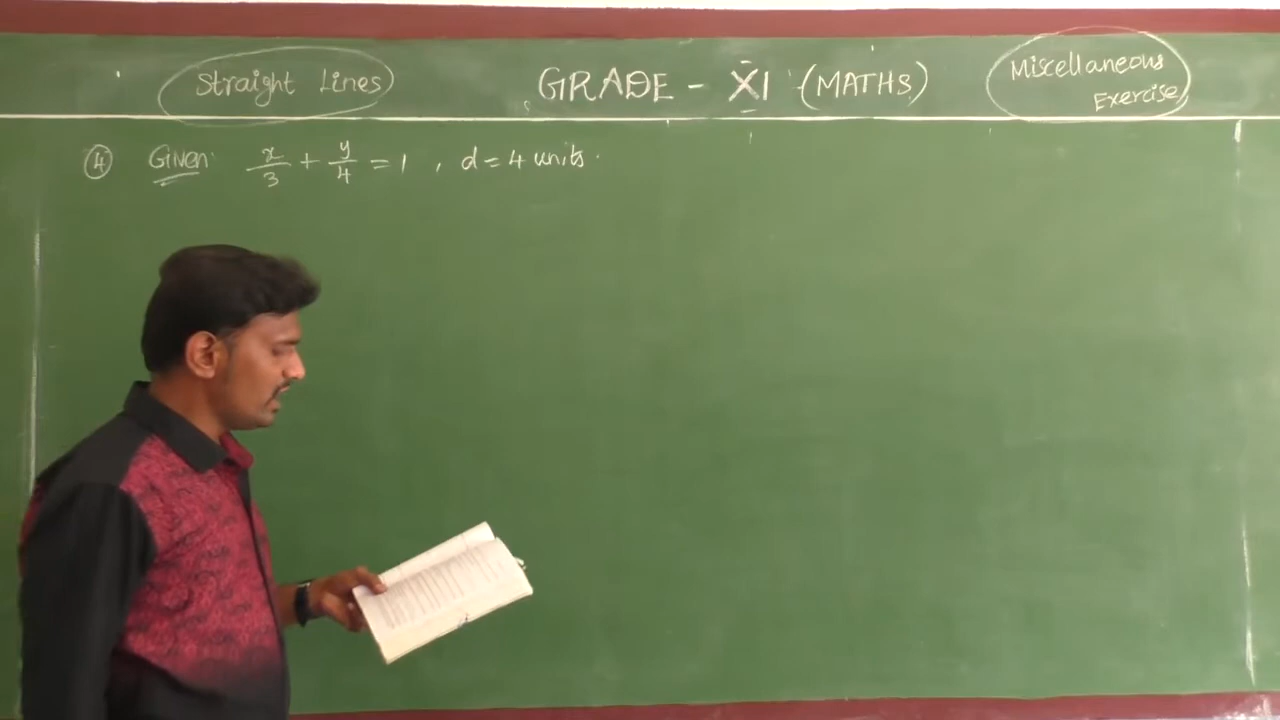 Straight Lines
GRADE - XI (MATHS)
Miscellaneous
Exercise
④ Given: x/3 + y/4 = 1 , d = 4 units.